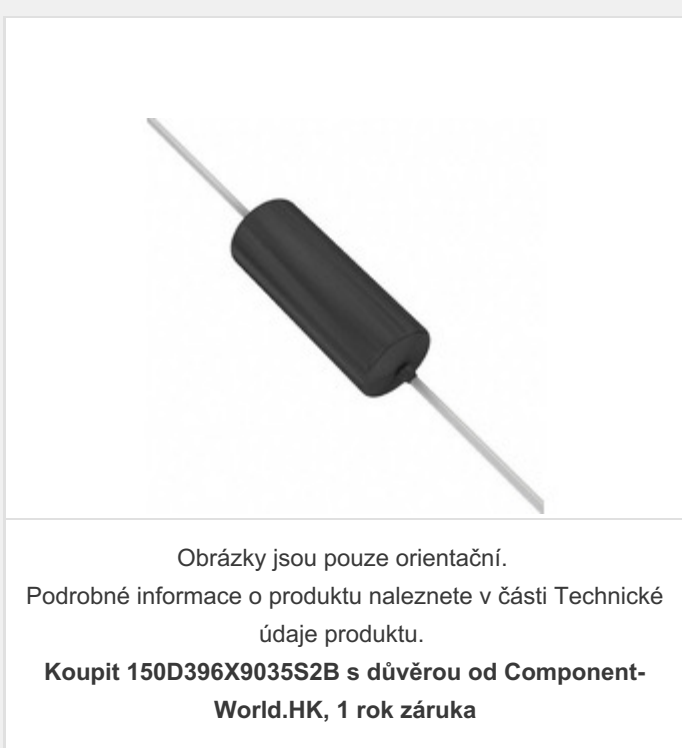 Obrázky jsou pouze orientační.
Podrobné informace o produktu naleznete v části Technické
údaje produktu.
Koupit 150D396X9035S2B s důvěrou od Component-
World.HK, 1 rok záruka